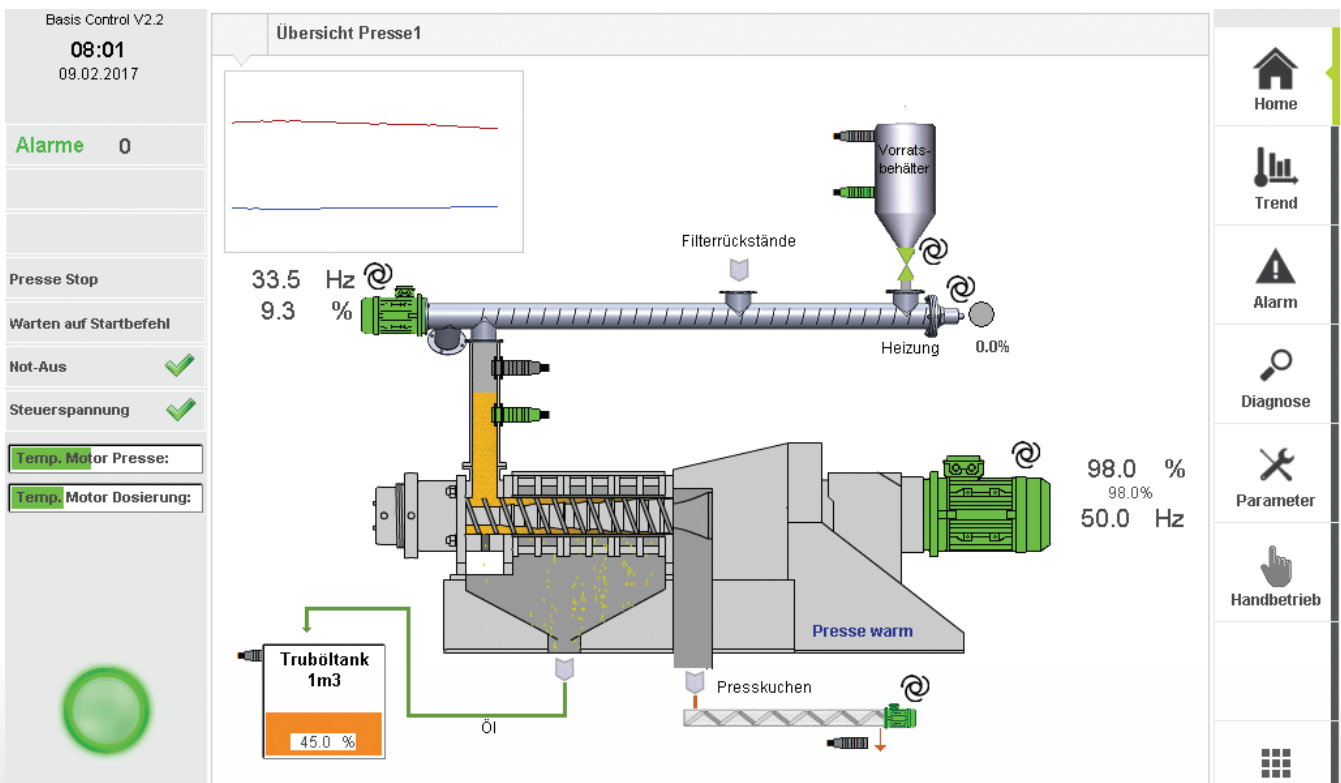 Basis Control V2.2
08:01
09.02.2017
Alarme 0
Presse Stop
Warten auf Startbefehl
Not-Aus
Steuerspannung
Temp. Motor Presse:
Temp. Motor Dosierung:
Übersicht Presse1
Vorrats-
behälter
Filterrückstände
33.5 Hz
9.3 %
Heizung 0.0%
98.0 %
98.0%
50.0 Hz
Presse warm
Truböltank
1m3
45.0 %
Öl
Presskuchen
Home
Trend
Alarm
Diagnose
Parameter
Handbetrieb